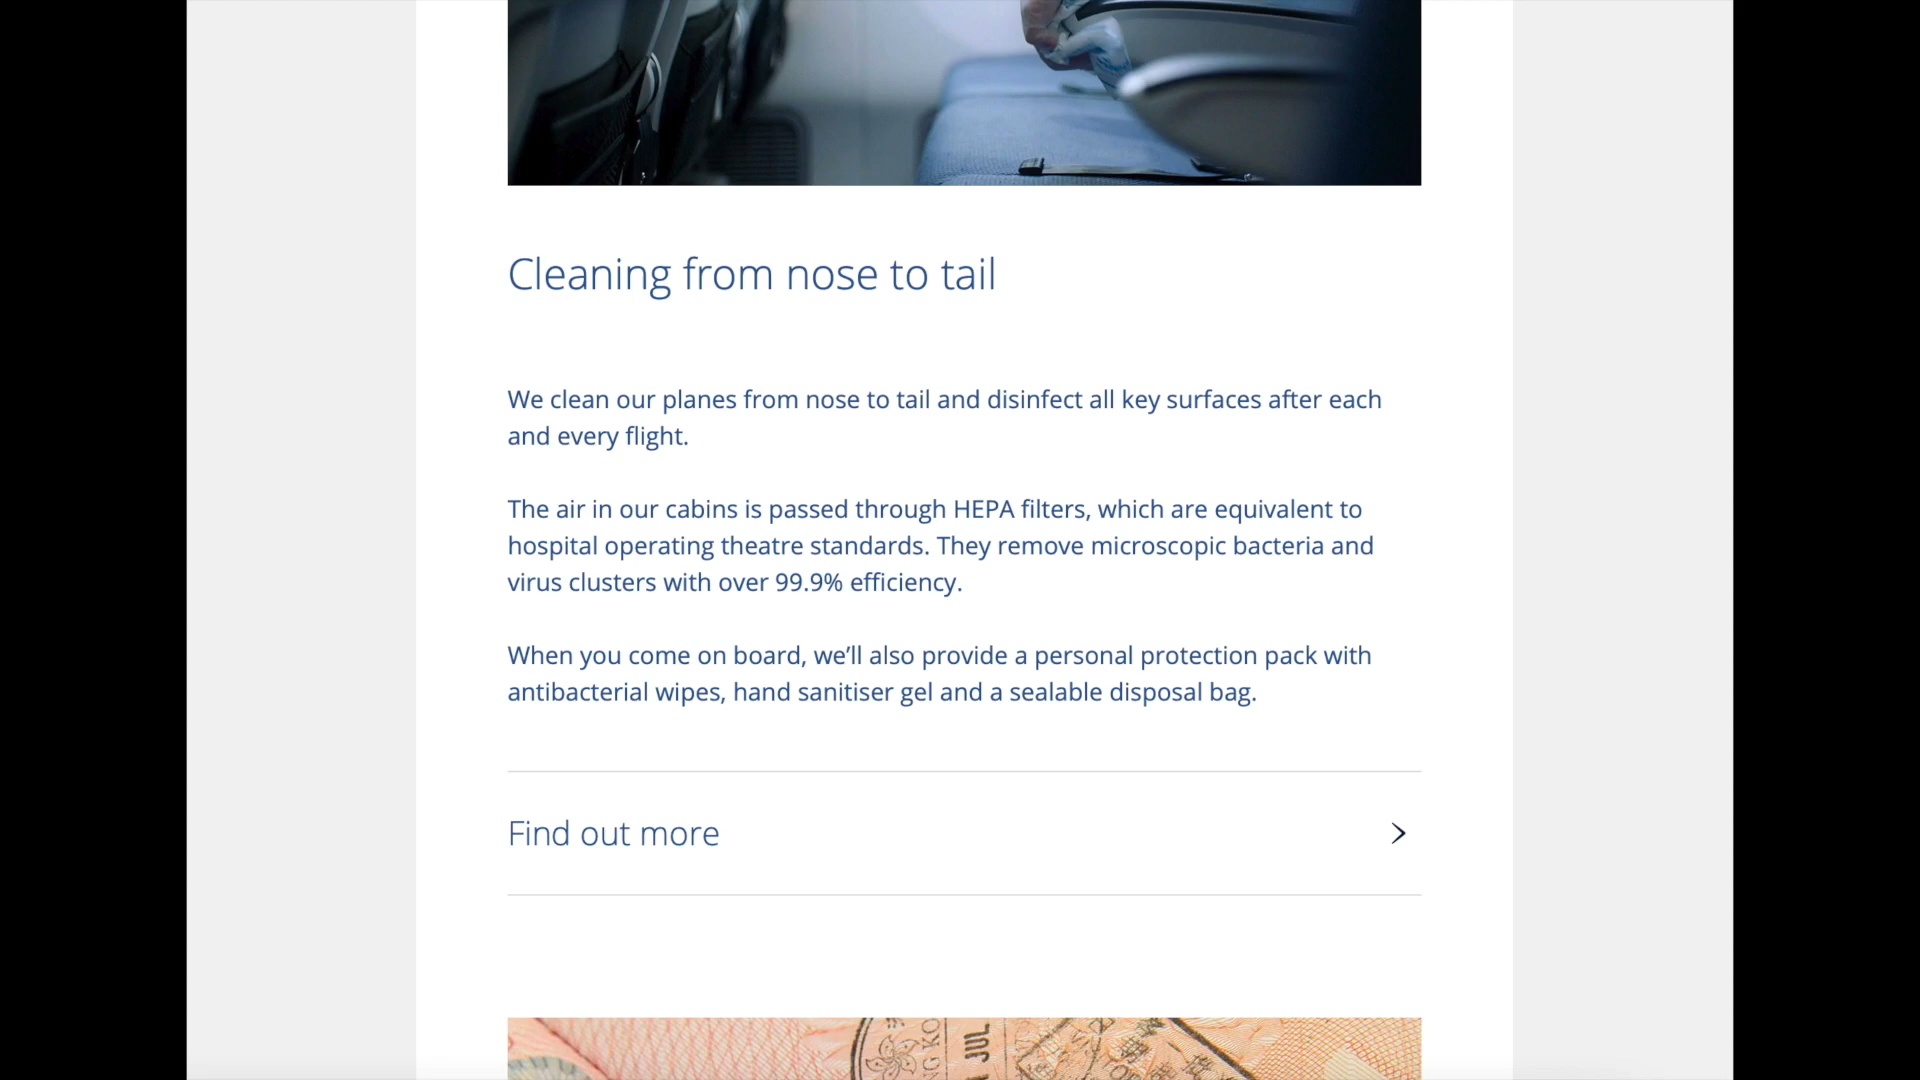 Cleaning from nose to tail
We clean our planes from nose to tail and disinfect all key surfaces after each
and every flight.
The air in our cabins is passed through HEPA filters, which are equivalent to
hospital operating theatre standards. They remove microscopic bacteria and
virus clusters with over 99.9% efficiency.
When you come on board, we’ll also provide a personal protection pack with
antibacterial wipes, hand sanitiser gel and a sealable disposal bag.
Find out more
JUL